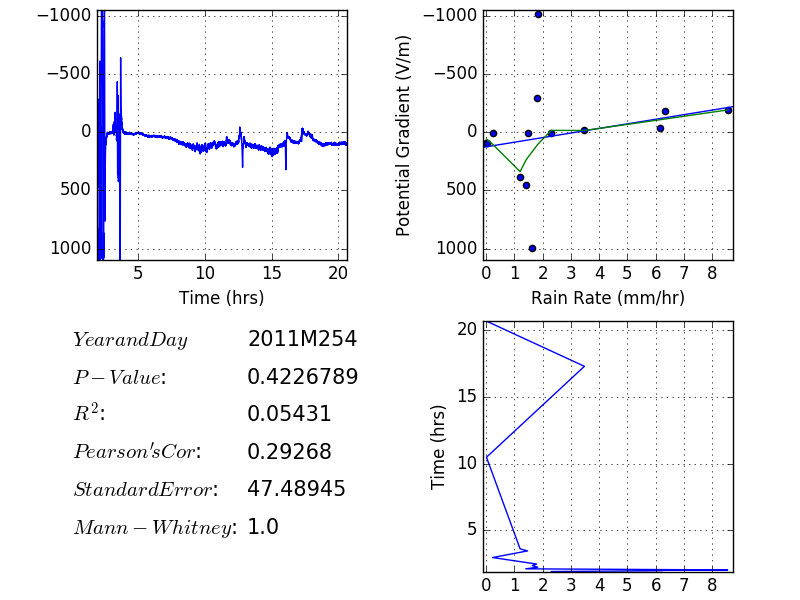 −1000
−500
0
500
1000
5 10 15 20
Time (hrs)
−1000
−500
0
500
1000
Potential Gradient (V/m)
0 1 2 3 4 5 6 7 8
Rain Rate (mm/hr)
YearandDay 2011M254
P−Value: 0.4226789
R²: 0.05431
Pearson'sCor: 0.29268
StandardError: 47.48945
Mann−Whitney: 1.0
20
15
10
5
Time (hrs)
0 1 2 3 4 5 6 7 8